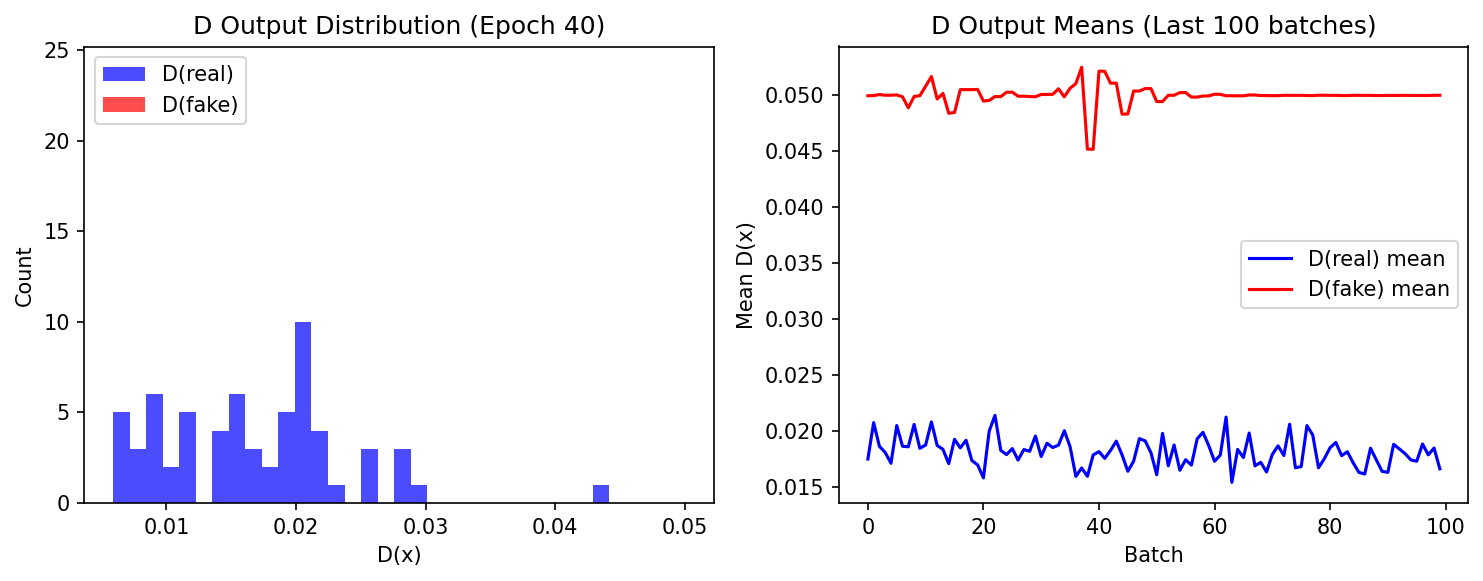 D Output Distribution (Epoch 40)
25
20
15
10
5
0
Count
D(real)
D(fake)
0.01
0.02
0.03
0.04
0.05
D(x)
D Output Means (Last 100 batches)
0.050
0.045
0.040
0.035
0.030
0.025
0.020
0.015
Mean D(x)
D(real) mean
D(fake) mean
0
20
40
60
80
100
Batch